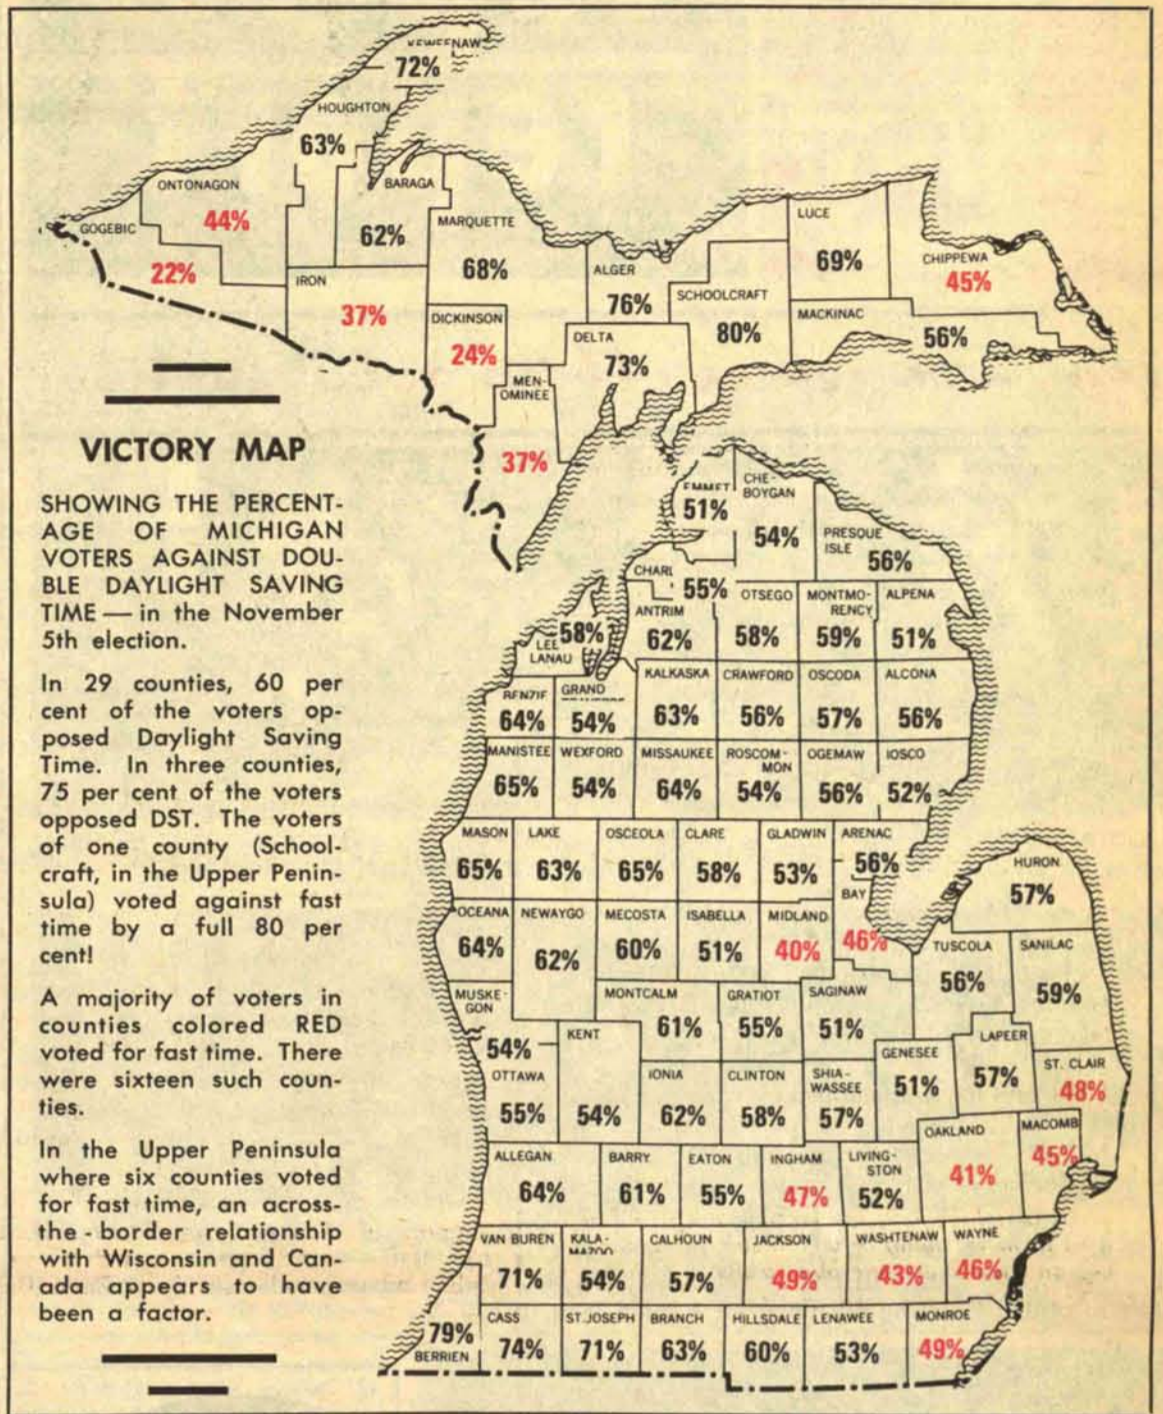 KEWEENAW
72%
HOUGHTON
63%
ONTONAGON
44%
BARAGA
62%
GOGEBIC
22%
MARQUETTE
68%
IRON
37%
DICKINSON
24%
ALGER
76%
LUCE
69%
CHIPPEWA
45%
SCHOOLCRAFT
80%
MACKINAC
56%
DELTA
73%
MEN-
OMINEE
37%
VICTORY MAP
SHOWING THE PERCENT-
AGE OF MICHIGAN
VOTERS AGAINST DOU-
BLE DAYLIGHT SAVING
TIME — in the November
5th election.
In 29 counties, 60 per
cent of the voters op-
posed Daylight Saving
Time. In three counties,
75 per cent of the voters
opposed DST. The voters
of one county (School-
craft, in the Upper Penin-
sula) voted against fast
time by a full 80 per
cent!
A majority of voters in
counties colored RED
voted for fast time. There
were sixteen such coun-
ties.
In the Upper Peninsula
where six counties voted
for fast time, an across-
the-border relationship
with Wisconsin and Can-
ada appears to have
been a factor.
EMMET
51%
CHE-
BOYGAN
54%
PRESQUE
ISLE
56%
CHARL
55%
ANTRIM
62%
OTSEGO
58%
MONTMO-
RENCY
59%
ALPENA
51%
58%
LEE
LANAU
BENZIE
64%
GRAND
54%
KALKASKA
63%
CRAWFORD
56%
OSCODA
57%
ALCONA
56%
MANISTEE
65%
WEXFORD
54%
MISSAUKEE
64%
ROSCOM-
MON
54%
OGEMAW
56%
IOSCO
52%
MASON
65%
LAKE
63%
OSCEOLA
65%
CLARE
58%
GLADWIN
53%
ARENAC
56%
HURON
57%
OCEANA
64%
NEWAYGO
62%
MECOSTA
60%
ISABELLA
51%
MIDLAND
40%
BAY
46%
TUSCOLA
56%
SANILAC
59%
MUSKE-
GON
54%
MONTCALM
61%
GRATIOT
55%
SAGINAW
51%
KENT
54%
OTTAWA
55%
IONIA
62%
CLINTON
58%
SHIA-
WASSEE
57%
GENESEE
51%
LAPEER
57%
ST. CLAIR
48%
ALLEGAN
64%
BARRY
61%
EATON
55%
INGHAM
47%
LIVING-
STON
52%
OAKLAND
41%
MACOMB
45%
VAN BUREN
71%
KALA-
MAZOO
54%
CALHOUN
57%
JACKSON
49%
WASHTENAW
43%
WAYNE
46%
79%
BERRIEN
CASS
74%
ST.JOSEPH
71%
BRANCH
63%
HILLSDALE
60%
LENAWEE
53%
MONROE
49%